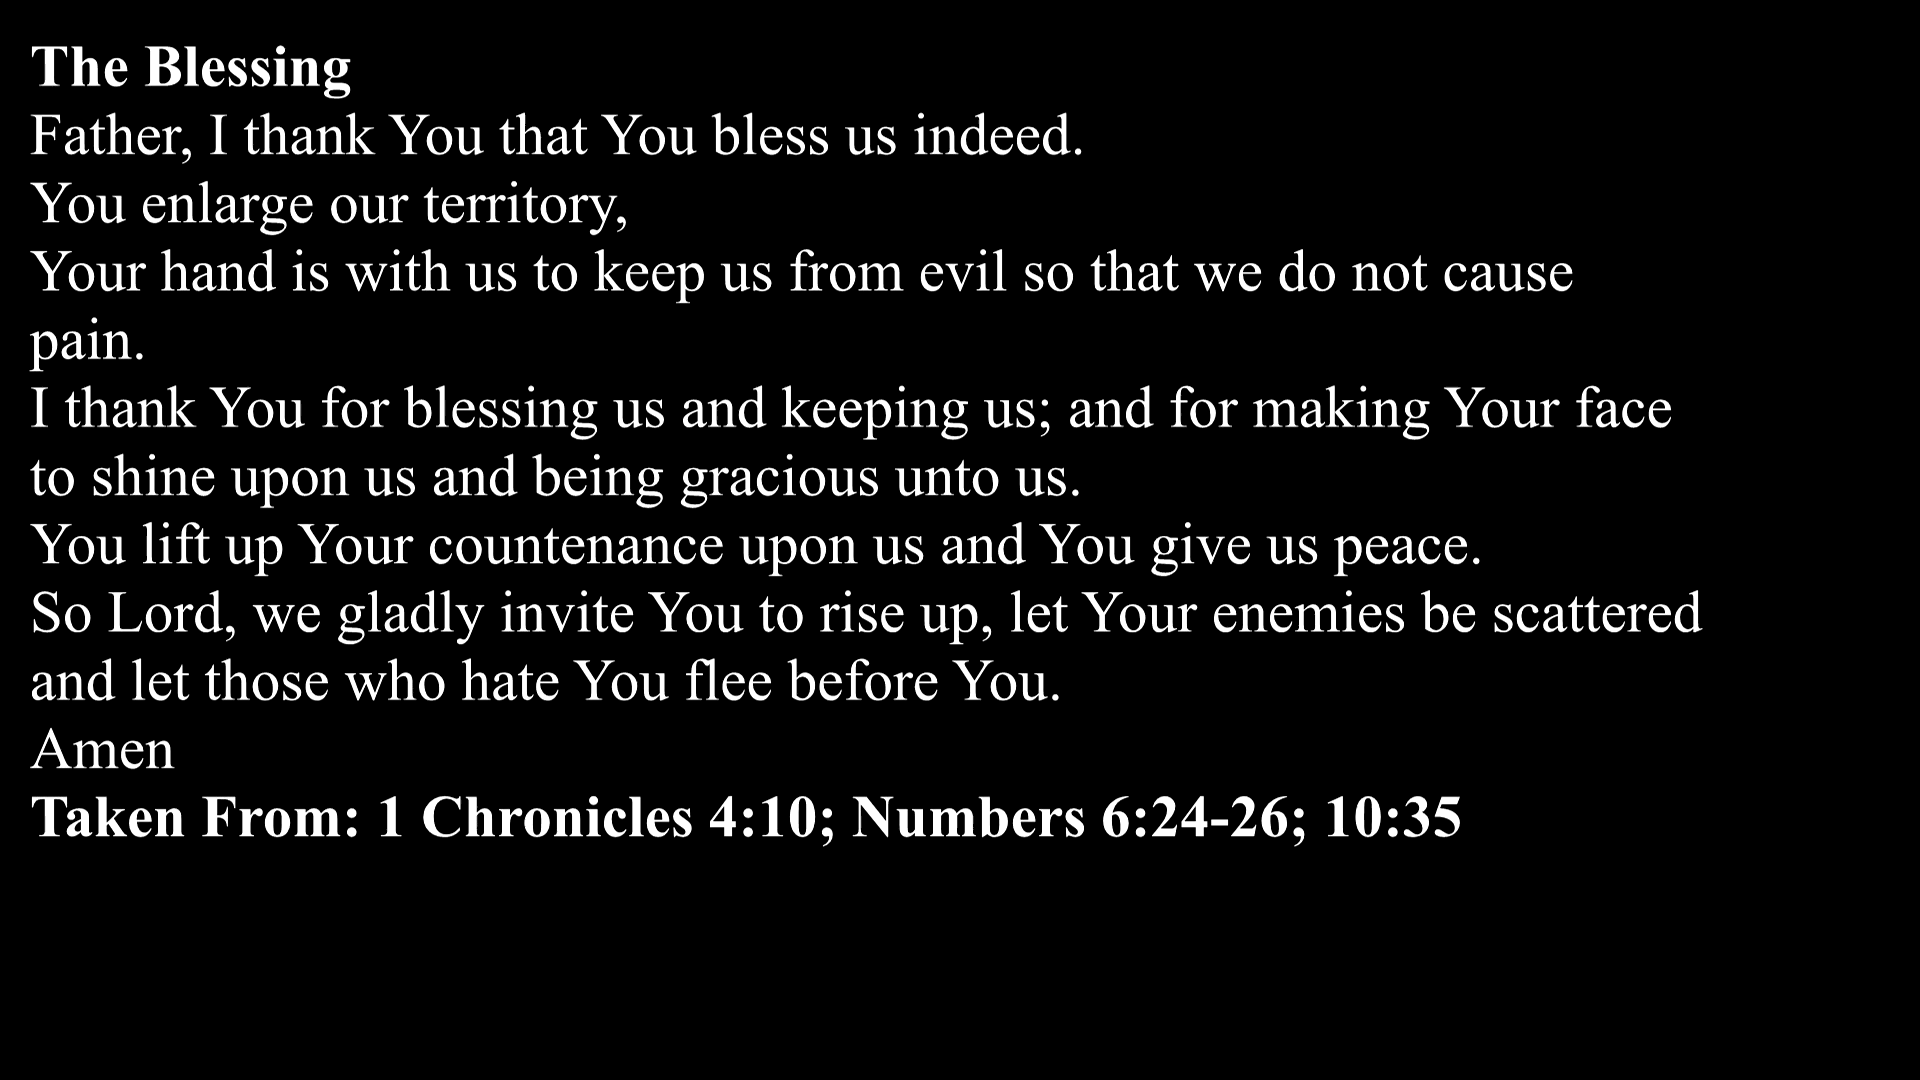 The Blessing
Father, I thank You that You bless us indeed.
You enlarge our territory,
Your hand is with us to keep us from evil so that we do not cause
pain.
I thank You for blessing us and keeping us; and for making Your face
to shine upon us and being gracious unto us.
You lift up Your countenance upon us and You give us peace.
So Lord, we gladly invite You to rise up, let Your enemies be scattered
and let those who hate You flee before You.
Amen
Taken From: 1 Chronicles 4:10; Numbers 6:24-26; 10:35